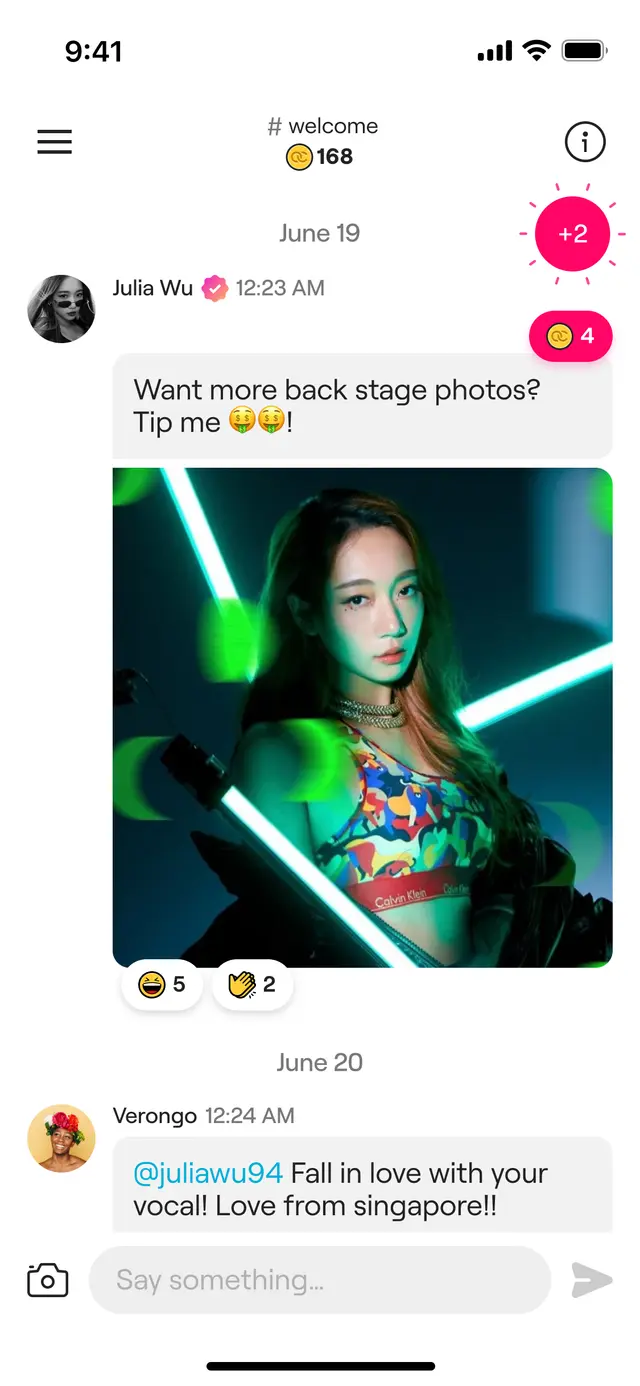 9:41
# welcome
168
June 19
+2
Julia Wu 12:23 AM
4
Want more back stage photos?
Tip me 🤑🤑!
Calvin Klein
5 2
June 20
Verongo 12:24 AM
@juliawu94 Fall in love with your
vocal! Love from singapore!!
Say something...